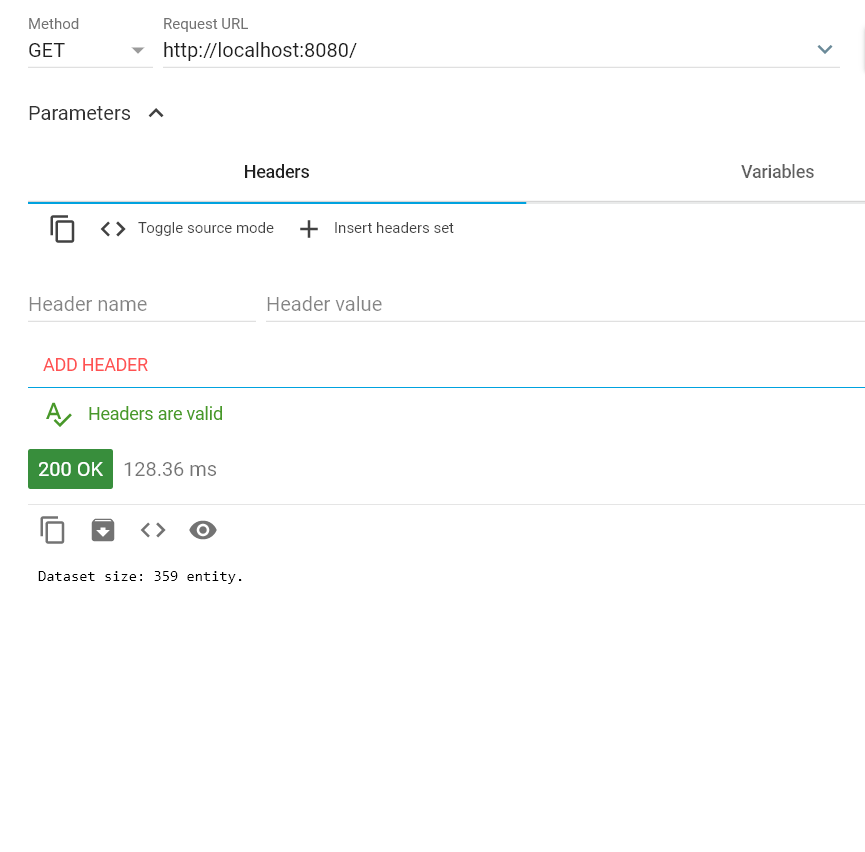 Method
Request URL
GET
http://localhost:8080/
Parameters
Headers
Variables
Toggle source mode
Insert headers set
Header name
Header value
ADD HEADER
Headers are valid
200 OK
128.36 ms
Dataset size: 359 entity.